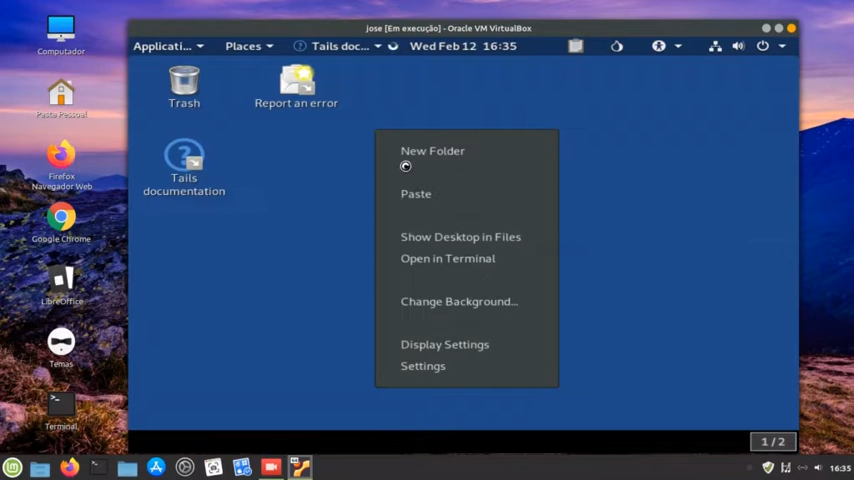 jose [Em execução] - Oracle VM VirtualBox
Applicati...
Places
Tails doc...
Wed Feb 12 16:35
Computador
Pasta Pessoal
Firefox
Navegador Web
Google Chrome
LibreOffice
Temas
Terminal
Trash
Report an error
Tails
documentation
New Folder
Paste
Show Desktop in Files
Open in Terminal
Change Background...
Display Settings
Settings
1 / 2
16:35